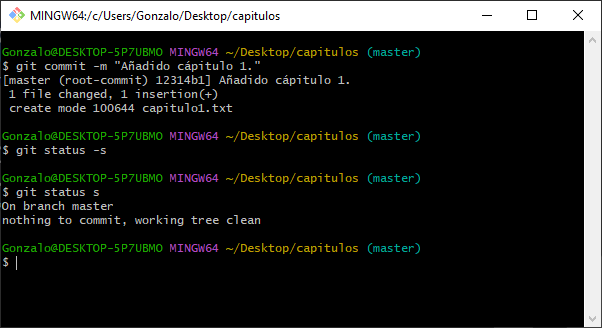 MINGW64:/c/Users/Gonzalo/Desktop/capitulos
Gonzalo@DESKTOP-5P7UBMO MINGW64 ~/Desktop/capitulos (master)
$ git commit -m "Añadido cápitulo 1."
[master (root-commit) 12314b1] Añadido cápitulo 1.
 1 file changed, 1 insertion(+)
 create mode 100644 capitulo1.txt
Gonzalo@DESKTOP-5P7UBMO MINGW64 ~/Desktop/capitulos (master)
$ git status -s
Gonzalo@DESKTOP-5P7UBMO MINGW64 ~/Desktop/capitulos (master)
$ git status s
On branch master
nothing to commit, working tree clean
Gonzalo@DESKTOP-5P7UBMO MINGW64 ~/Desktop/capitulos (master)
$